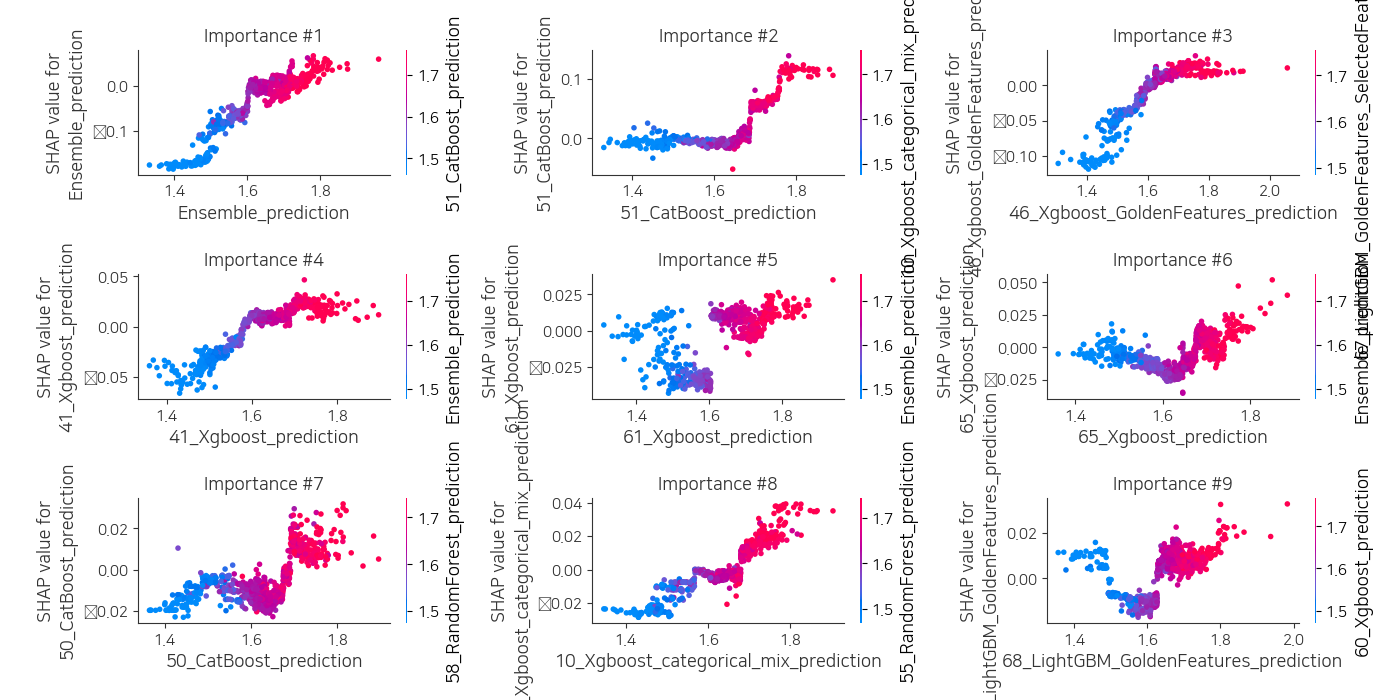 Importance #1
SHAP value for
Ensemble_prediction
0.0
0.1
1.4 1.6 1.8
Ensemble_prediction
1.7
1.6
1.5
51_CatBoost_prediction
Importance #2
SHAP value for
51_CatBoost_prediction
0.1
0.0
1.4 1.6 1.8
51_CatBoost_prediction
1.7
1.6
1.5
10_Xgboost_categorical_mix_pred
Importance #3
SHAP value for
46_Xgboost_GoldenFeatures_prediction
0.00
0.05
0.10
1.4 1.6 1.8 2.0
46_Xgboost_GoldenFeatures_prediction
1.7
1.6
1.5
GoldenFeatures_SelectedFeat
Importance #4
SHAP value for
41_Xgboost_prediction
0.05
0.00
0.05
1.4 1.6 1.8
41_Xgboost_prediction
1.7
1.6
1.5
Ensemble_prediction
Importance #5
SHAP value for
61_Xgboost_prediction
0.025
0.000
0.025
1.4 1.6 1.8
61_Xgboost_prediction
1.7
1.6
1.5
Ensemble_prediction
Importance #6
SHAP value for
65_Xgboost_prediction
0.050
0.025
0.000
0.025
1.4 1.6 1.8
65_Xgboost_prediction
1.7
1.6
1.5
Ensemble_prediction
Importance #7
SHAP value for
50_CatBoost_prediction
0.02
0.00
0.02
1.4 1.6 1.8
50_CatBoost_prediction
1.7
1.6
1.5
58_RandomForest_prediction
Importance #8
SHAP value for
Xgboost_categorical_mix_prediction
0.04
0.02
0.00
0.02
1.4 1.6 1.8
10_Xgboost_categorical_mix_prediction
1.7
1.6
1.5
55_RandomForest_prediction
Importance #9
SHAP value for
LightGBM_GoldenFeatures_prediction
0.02
0.00
1.4 1.6 1.8 2.0
68_LightGBM_GoldenFeatures_prediction
1.7
1.6
1.5
60_Xgboost_prediction